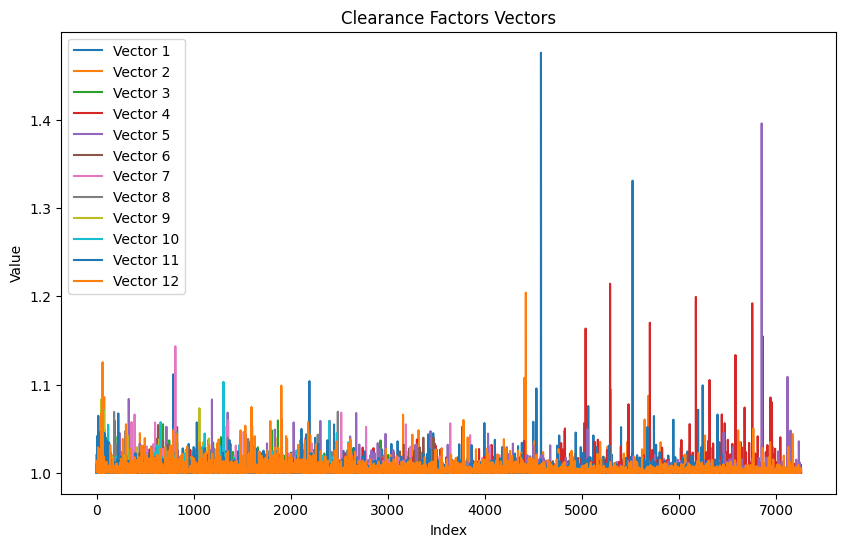 Clearance Factors Vectors
Vector 1
Vector 2
Vector 3
Vector 4
Vector 5
Vector 6
Vector 7
Vector 8
Vector 9
Vector 10
Vector 11
Vector 12
Value
1.4
1.3
1.2
1.1
1.0
0 1000 2000 3000 4000 5000 6000 7000
Index